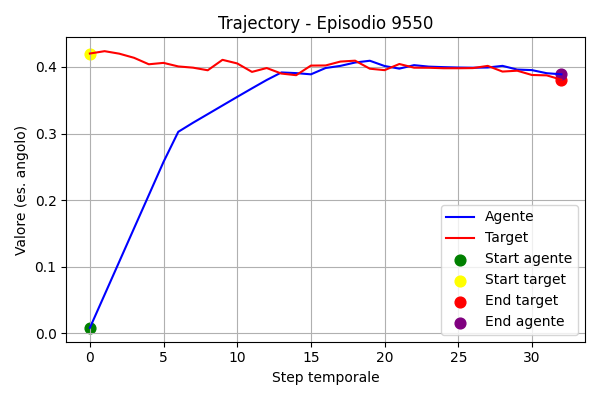 Trajectory - Episodio 9550
Valore (es. angolo)
0.4
0.3
0.2
0.1
0.0
0
5
10
15
20
25
30
Step temporale
Agente
Target
Start agente
Start target
End target
End agente